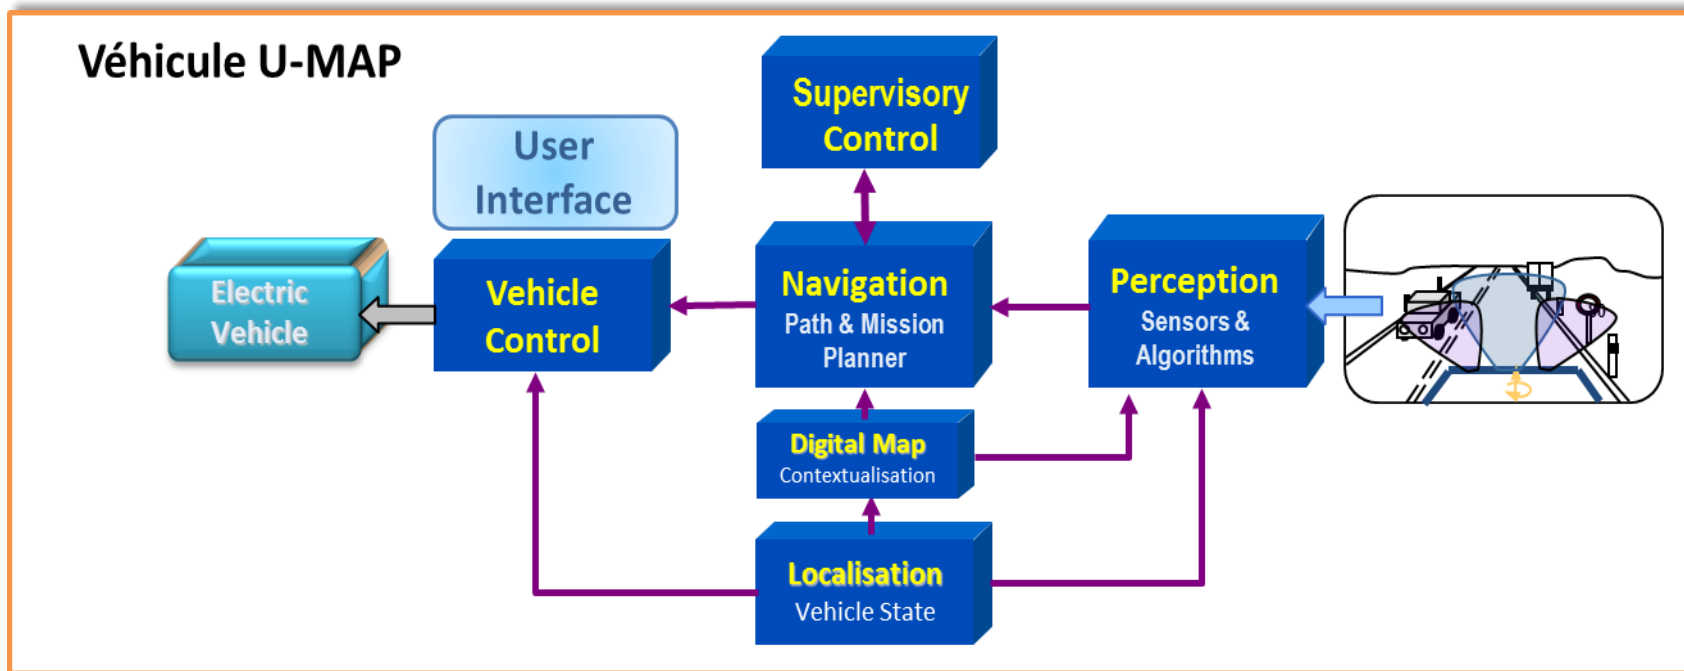 Véhicule U-MAP
Supervisory
Control
User
Interface
Electric
Vehicle
Vehicle
Control
Navigation
Path & Mission
Planner
Perception
Sensors &
Algorithms
Digital Map
Contextualisation
Localisation
Vehicle State